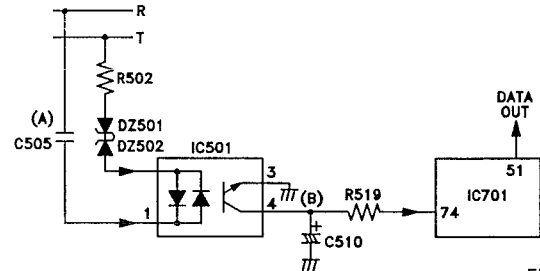 R
T
R502
(A)
C505
DZ501
DZ502
IC501
1
3
4
(B)
C510
+
R519
DATA
OUT
51
IC701
74